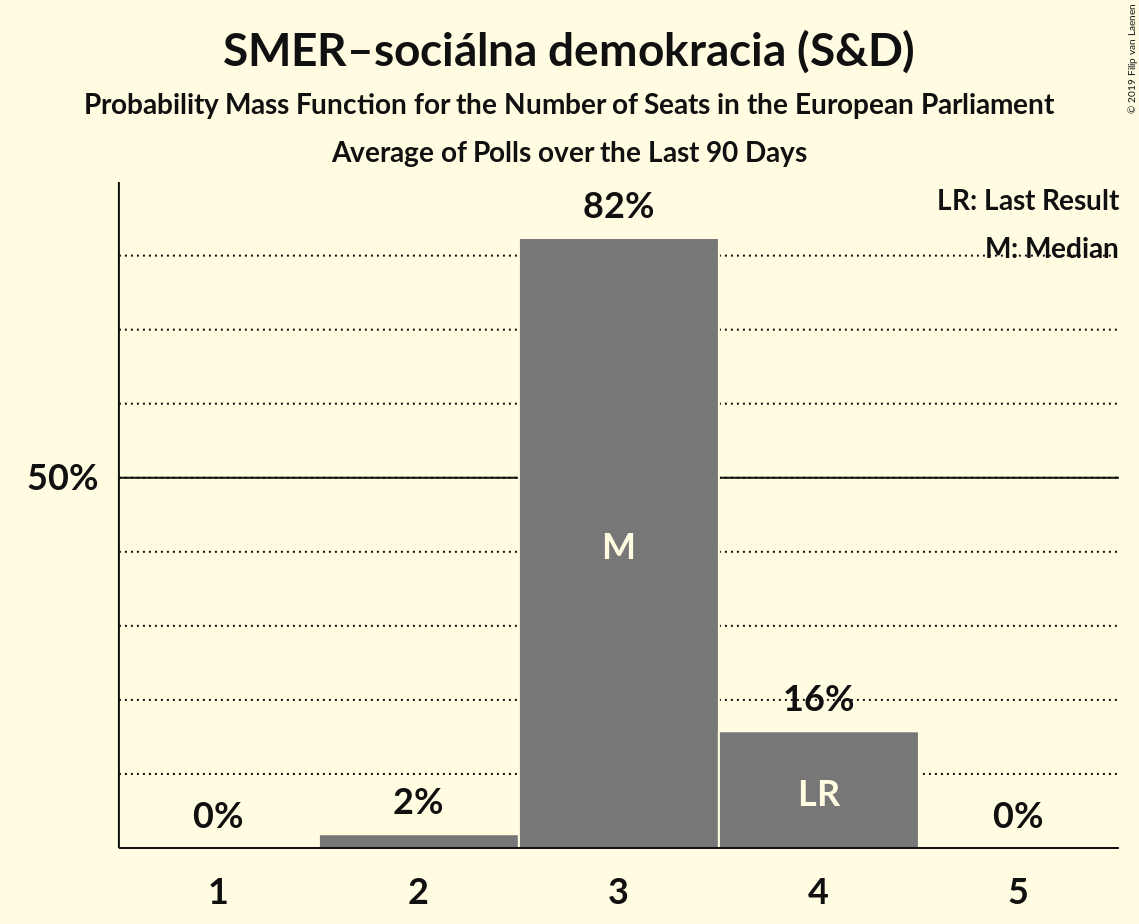 SMER–sociálna demokracia (S&D)
Probability Mass Function for the Number of Seats in the European Parliament
Average of Polls over the Last 90 Days
© 2019 Filip van Laenen
LR: Last Result
M: Median
82%
50%
M
16%
LR
0%
2%
0%
1 2 3 4 5